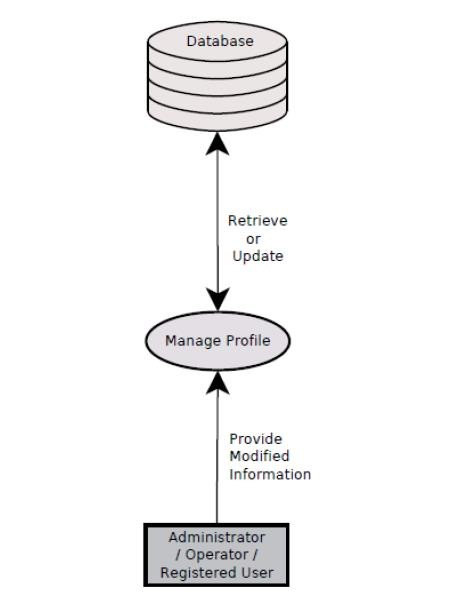 Database
Retrieve
or
Update
Manage Profile
Provide
Modified
Information
Administrator
/ Operator /
Registered User